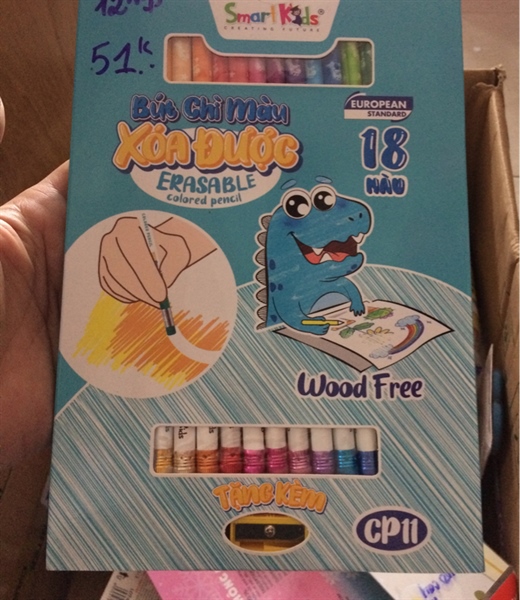 51k
Smart Kids®
CREATING FUTURE
Bút Chì Màu
XÓA ĐƯỢC
ERASABLE
colored pencil
EUROPEAN
STANDARD
18
MÀU
Wood Free
TẶNG KÈM
CP11